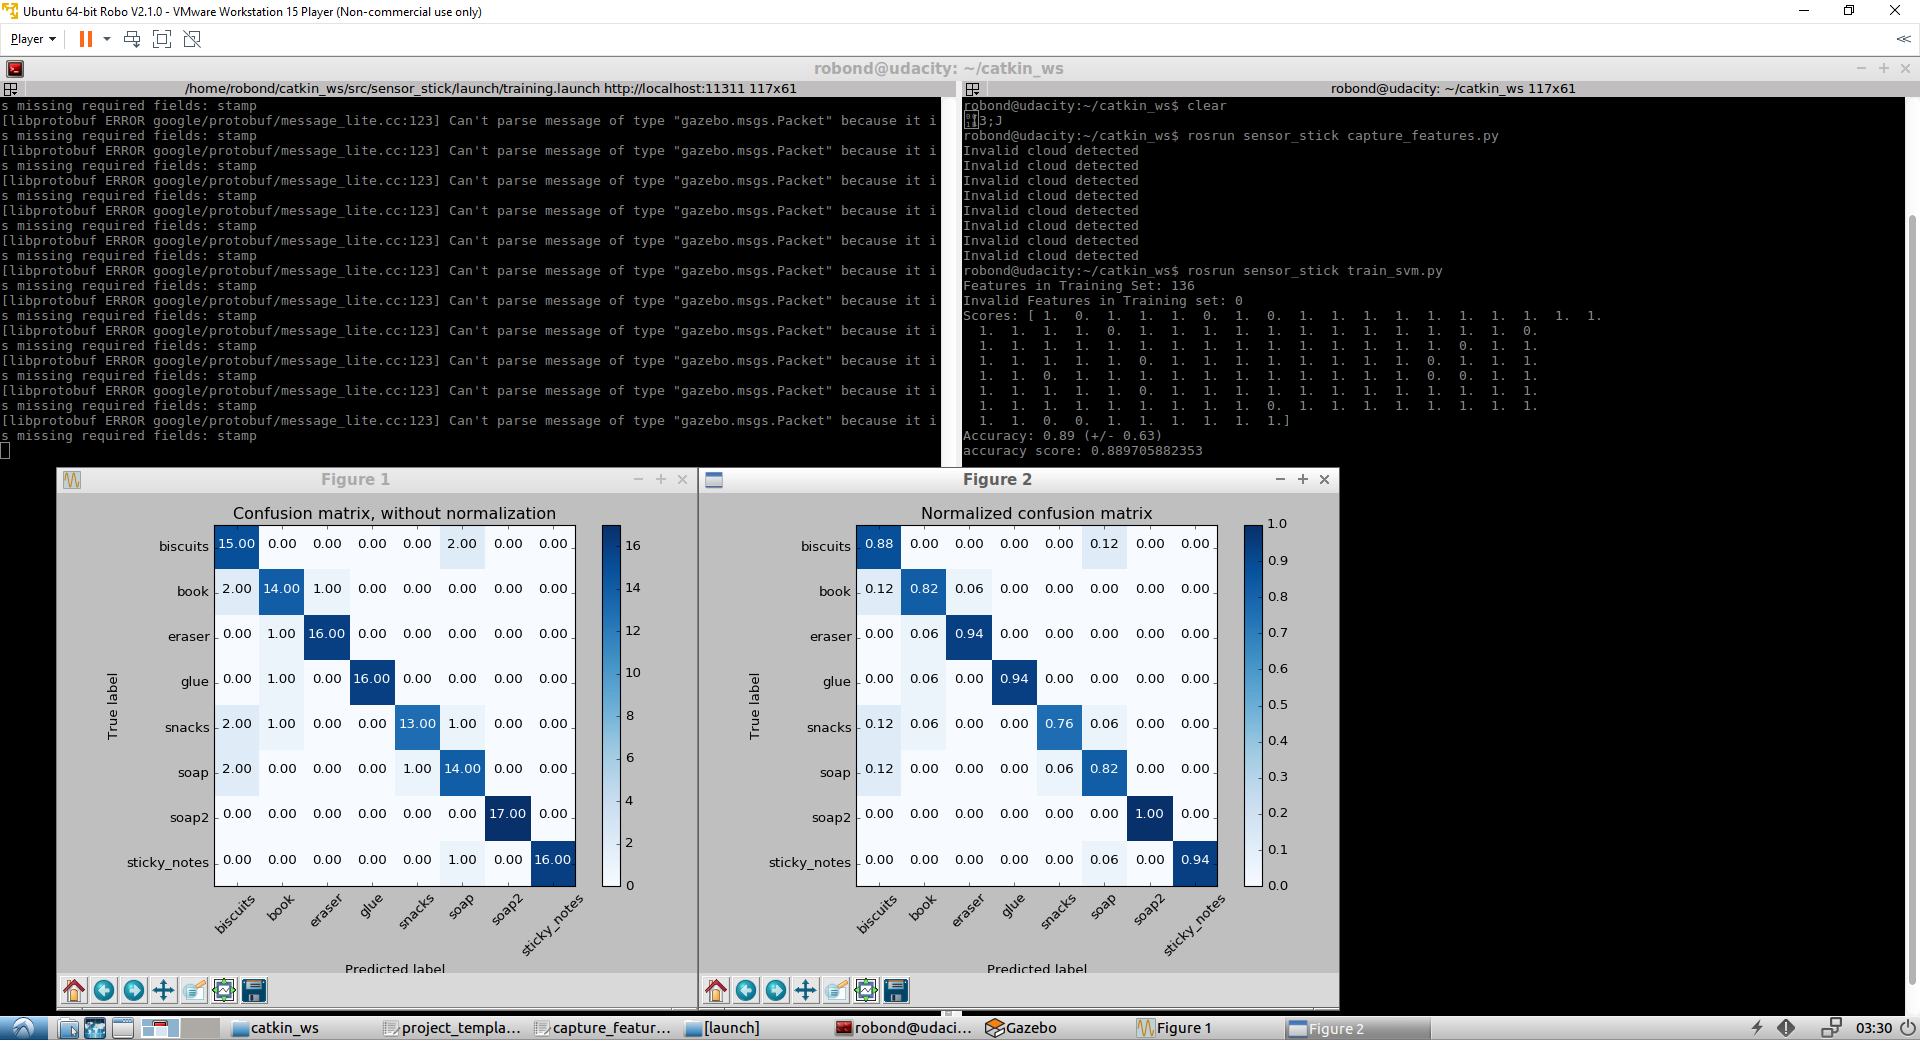 Ubuntu 64-bit Robo V2.1.0 - VMware Workstation 15 Player (Non-commercial use only)
Player
robond@udacity: ~/catkin_ws
/home/robond/catkin_ws/src/sensor_stick/launch/training.launch http://localhost:11311 117x61
s missing required fields: stamp
[libprotobuf ERROR google/protobuf/message_lite.cc:123] Can't parse message of type "gazebo.msgs.Packet" because it i
s missing required fields: stamp
[libprotobuf ERROR google/protobuf/message_lite.cc:123] Can't parse message of type "gazebo.msgs.Packet" because it i
s missing required fields: stamp
[libprotobuf ERROR google/protobuf/message_lite.cc:123] Can't parse message of type "gazebo.msgs.Packet" because it i
s missing required fields: stamp
[libprotobuf ERROR google/protobuf/message_lite.cc:123] Can't parse message of type "gazebo.msgs.Packet" because it i
s missing required fields: stamp
[libprotobuf ERROR google/protobuf/message_lite.cc:123] Can't parse message of type "gazebo.msgs.Packet" because it i
s missing required fields: stamp
[libprotobuf ERROR google/protobuf/message_lite.cc:123] Can't parse message of type "gazebo.msgs.Packet" because it i
s missing required fields: stamp
[libprotobuf ERROR google/protobuf/message_lite.cc:123] Can't parse message of type "gazebo.msgs.Packet" because it i
s missing required fields: stamp
[libprotobuf ERROR google/protobuf/message_lite.cc:123] Can't parse message of type "gazebo.msgs.Packet" because it i
s missing required fields: stamp
[libprotobuf ERROR google/protobuf/message_lite.cc:123] Can't parse message of type "gazebo.msgs.Packet" because it i
s missing required fields: stamp
[libprotobuf ERROR google/protobuf/message_lite.cc:123] Can't parse message of type "gazebo.msgs.Packet" because it i
s missing required fields: stamp
[libprotobuf ERROR google/protobuf/message_lite.cc:123] Can't parse message of type "gazebo.msgs.Packet" because it i
s missing required fields: stamp
robond@udacity: ~/catkin_ws 117x61
robond@udacity:~/catkin_ws$ clear
3;J
robond@udacity:~/catkin_ws$ rosrun sensor_stick capture_features.py
Invalid cloud detected
Invalid cloud detected
Invalid cloud detected
Invalid cloud detected
Invalid cloud detected
Invalid cloud detected
Invalid cloud detected
Invalid cloud detected
robond@udacity:~/catkin_ws$ rosrun sensor_stick train_svm.py
Features in Training Set: 136
Invalid Features in Training set: 0
Scores: [ 1. 0. 1. 1. 1. 0. 1. 0. 1. 1. 1. 1. 1. 1. 1. 1. 1. 1.
1. 1. 1. 1. 0. 1. 1. 1. 1. 1. 1. 1. 1. 1. 1. 1. 1. 0.
1. 1. 1. 1. 1. 1. 1. 1. 1. 1. 1. 1. 1. 1. 1. 0. 1. 1.
1. 1. 1. 1. 1. 0. 1. 1. 1. 1. 1. 1. 1. 1. 0. 1. 1. 1.
1. 1. 0. 1. 1. 1. 1. 1. 1. 1. 1. 1. 1. 1. 0. 0. 1. 1.
1. 1. 1. 1. 1. 0. 1. 1. 1. 1. 1. 1. 1. 1. 1. 1. 1. 1.
1. 1. 1. 1. 1. 1. 1. 1. 1. 0. 1. 1. 1. 1. 1. 1. 1. 1.
1. 1. 0. 0. 1. 1. 1. 1. 1. 1.]
Accuracy: 0.89 (+/- 0.63)
accuracy score: 0.889705882353
Figure 1
Confusion matrix, without normalization
biscuits 15.00 0.00 0.00 0.00 0.00 2.00 0.00 0.00
book 2.00 14.00 1.00 0.00 0.00 0.00 0.00 0.00
eraser 0.00 1.00 16.00 0.00 0.00 0.00 0.00 0.00
glue 0.00 1.00 0.00 16.00 0.00 0.00 0.00 0.00
snacks 2.00 1.00 0.00 0.00 13.00 1.00 0.00 0.00
soap 2.00 0.00 0.00 0.00 1.00 14.00 0.00 0.00
soap2 0.00 0.00 0.00 0.00 0.00 0.00 17.00 0.00
sticky_notes 0.00 0.00 0.00 0.00 0.00 1.00 0.00 16.00
True label
biscuits book eraser glue snacks soap soap2 sticky_notes
Predicted label
16
14
12
10
8
6
4
2
0
Figure 2
Normalized confusion matrix
biscuits 0.88 0.00 0.00 0.00 0.00 0.12 0.00 0.00
book 0.12 0.82 0.06 0.00 0.00 0.00 0.00 0.00
eraser 0.00 0.06 0.94 0.00 0.00 0.00 0.00 0.00
glue 0.00 0.06 0.00 0.94 0.00 0.00 0.00 0.00
snacks 0.12 0.06 0.00 0.00 0.76 0.06 0.00 0.00
soap 0.12 0.00 0.00 0.00 0.06 0.82 0.00 0.00
soap2 0.00 0.00 0.00 0.00 0.00 0.00 1.00 0.00
sticky_notes 0.00 0.00 0.00 0.00 0.00 0.06 0.00 0.94
True label
biscuits book eraser glue snacks soap soap2 sticky_notes
Predicted label
1.0
0.9
0.8
0.7
0.6
0.5
0.4
0.3
0.2
0.1
0.0
catkin_ws
project_templa...
capture_featur...
[launch]
robond@udaci...
Gazebo
Figure 1
Figure 2
03:30